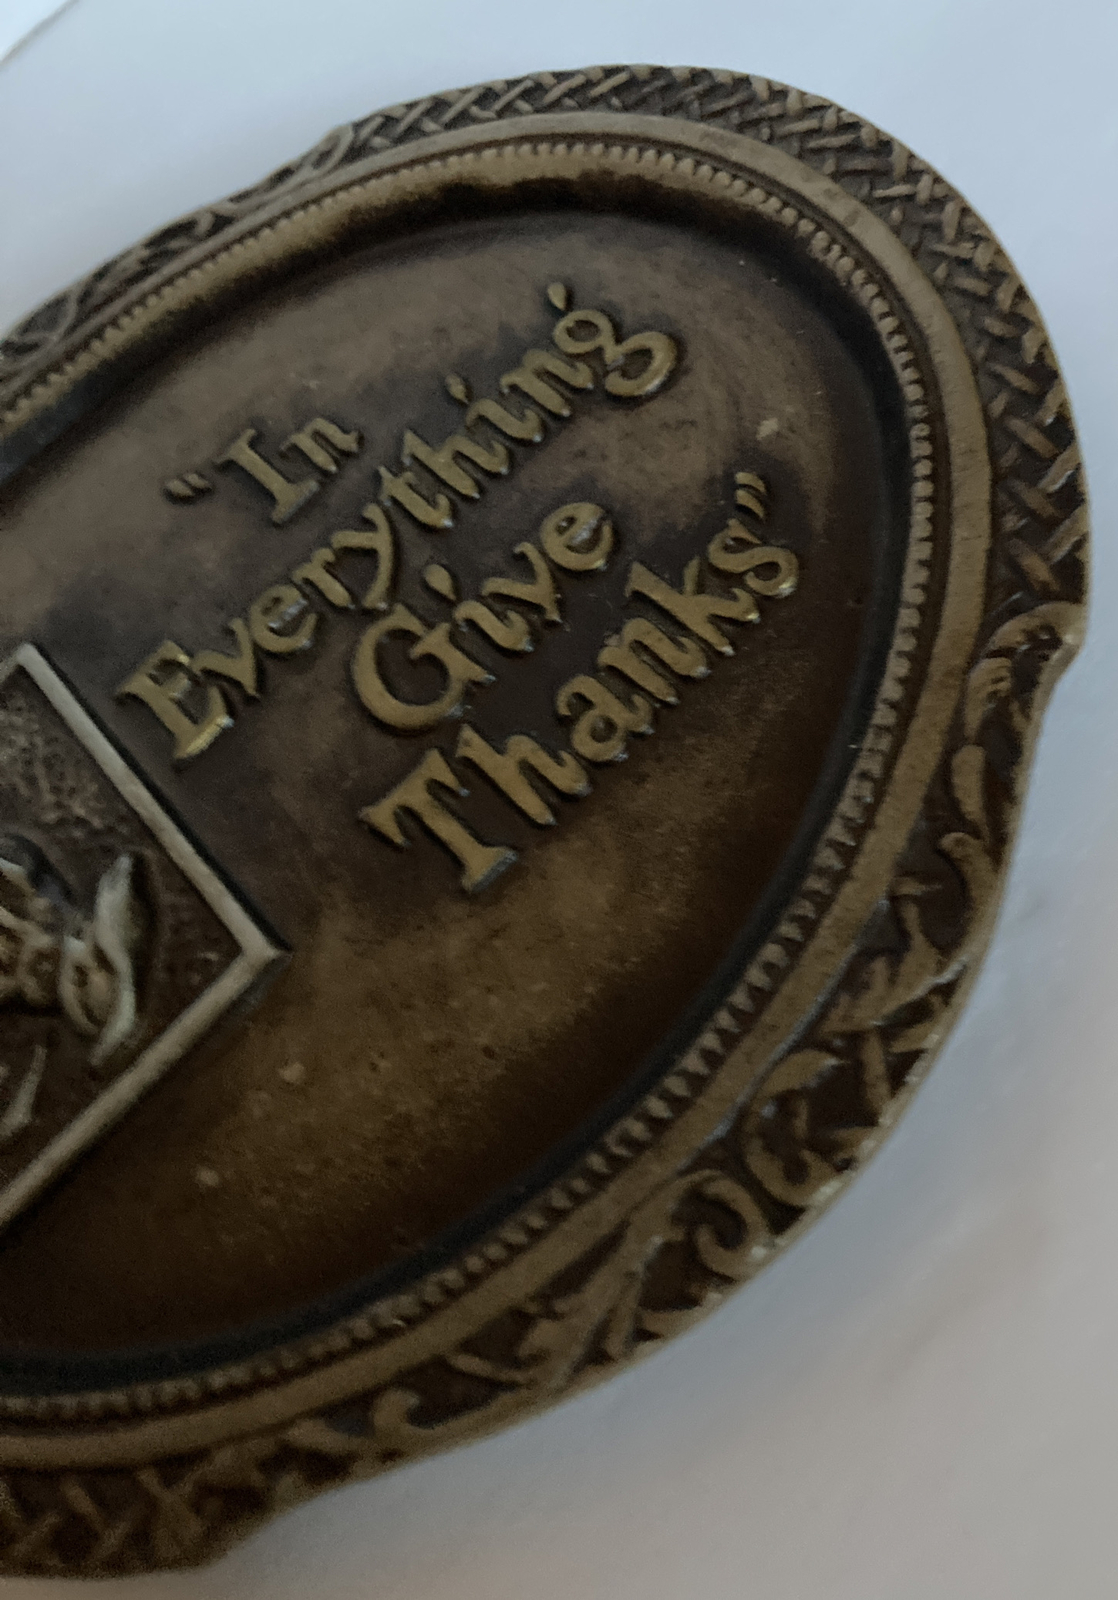 “In
Everything
Give
Thanks”